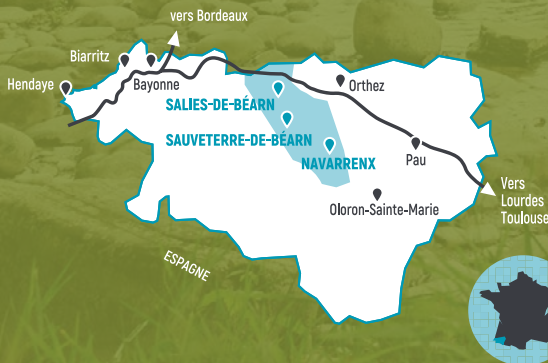 vers Bordeaux
Biarritz
Hendaye
Bayonne
Orthez
SALIES-DE-BÉARN
SAUVETERRE-DE-BÉARN
NAVARRENX
Pau
Vers
Lourdes
Toulouse
Oloron-Sainte-Marie
ESPAGNE